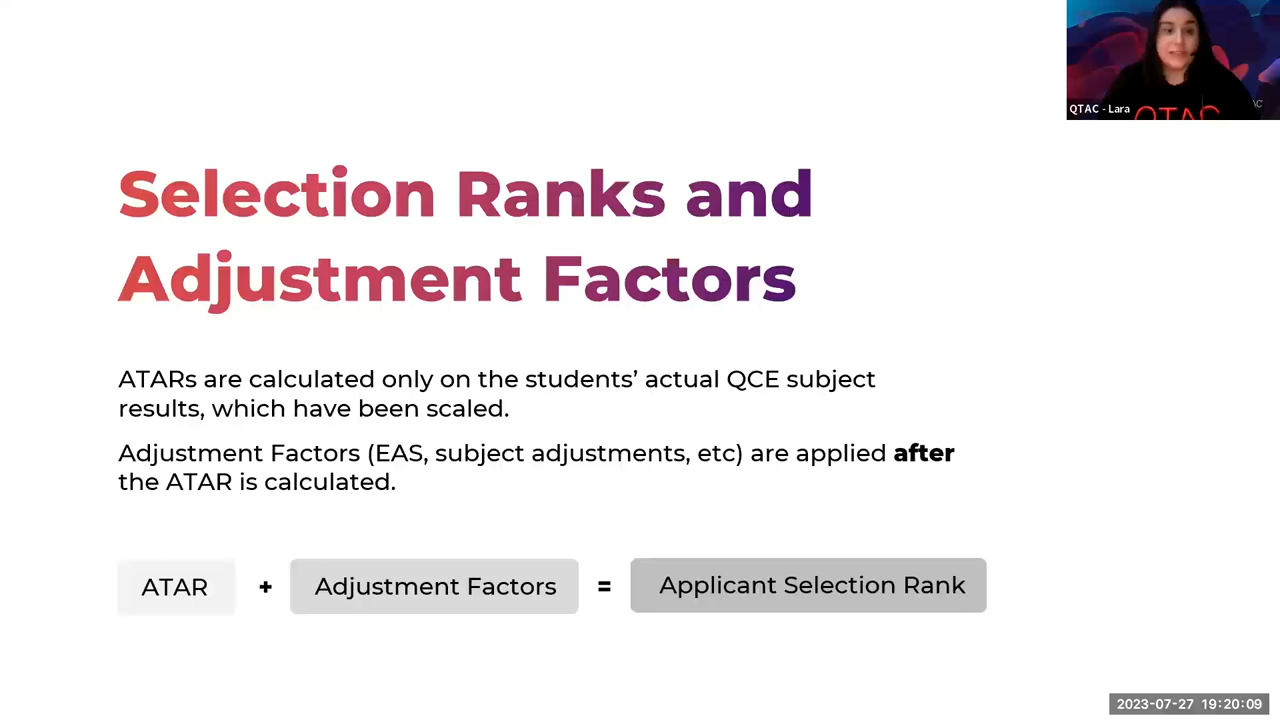 QTAC - Lara
QTAC
Selection Ranks and
Adjustment Factors
ATARs are calculated only on the students’ actual QCE subject
results, which have been scaled.
Adjustment Factors (EAS, subject adjustments, etc) are applied after
the ATAR is calculated.
ATAR + Adjustment Factors = Applicant Selection Rank
2023-07-27 19:20:09